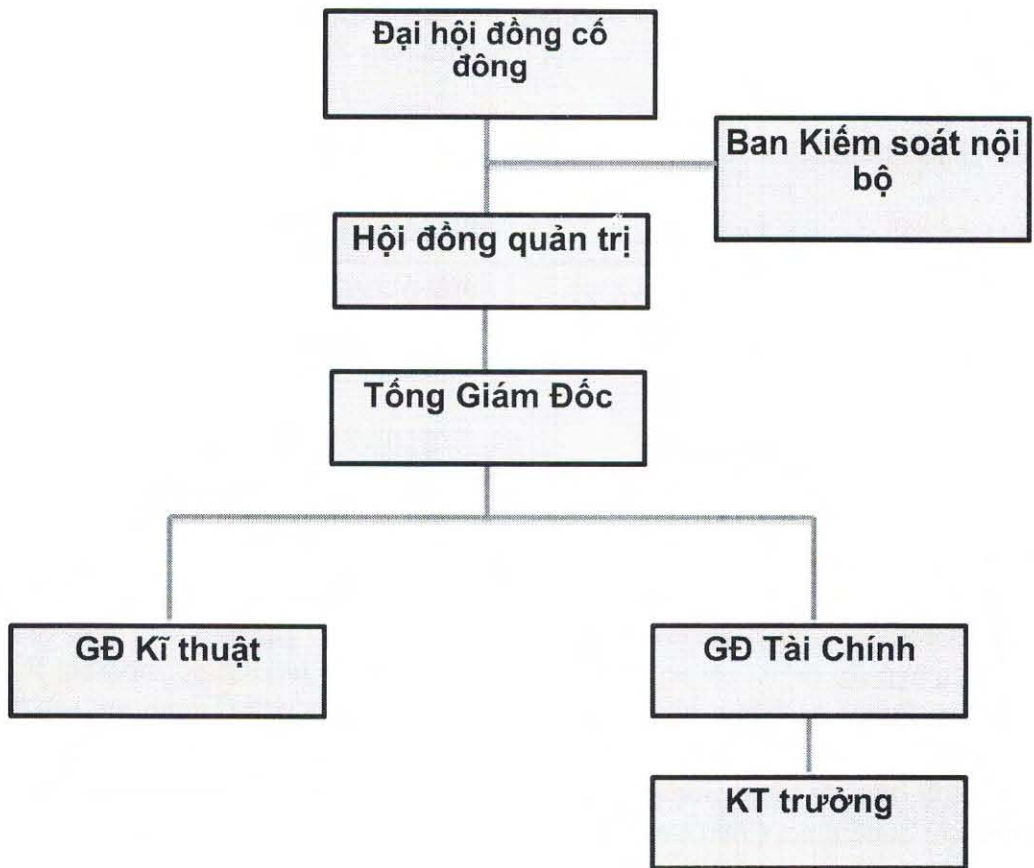 Đại hội đồng cố
đông
Ban Kiếm soát nội
bộ
Hội đồng quản trị
Tổng Giám Đốc
GĐ Kĩ thuật
GĐ Tài Chính
KT trưởng